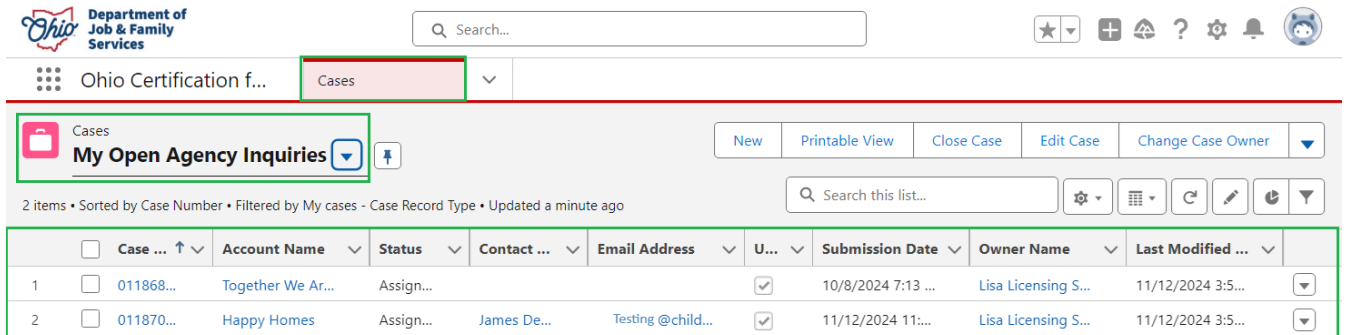 Ohio Department of
Job & Family
Services
Search...
Ohio Certification f...
Cases
Cases
My Open Agency Inquiries
New Printable View Close Case Edit Case Change Case Owner
2 items • Sorted by Case Number • Filtered by My cases - Case Record Type • Updated a minute ago
Search this list...
Case ... Account Name Status Contact ... Email Address U... Submission Date Owner Name Last Modified ...
1 011868... Together We Ar... Assign... 10/8/2024 7:13 ... Lisa Licensing S... 11/12/2024 3:5...
2 011870... Happy Homes Assign... James De... Testing @child... 11/12/2024 11:... Lisa Licensing S... 11/12/2024 3:5...